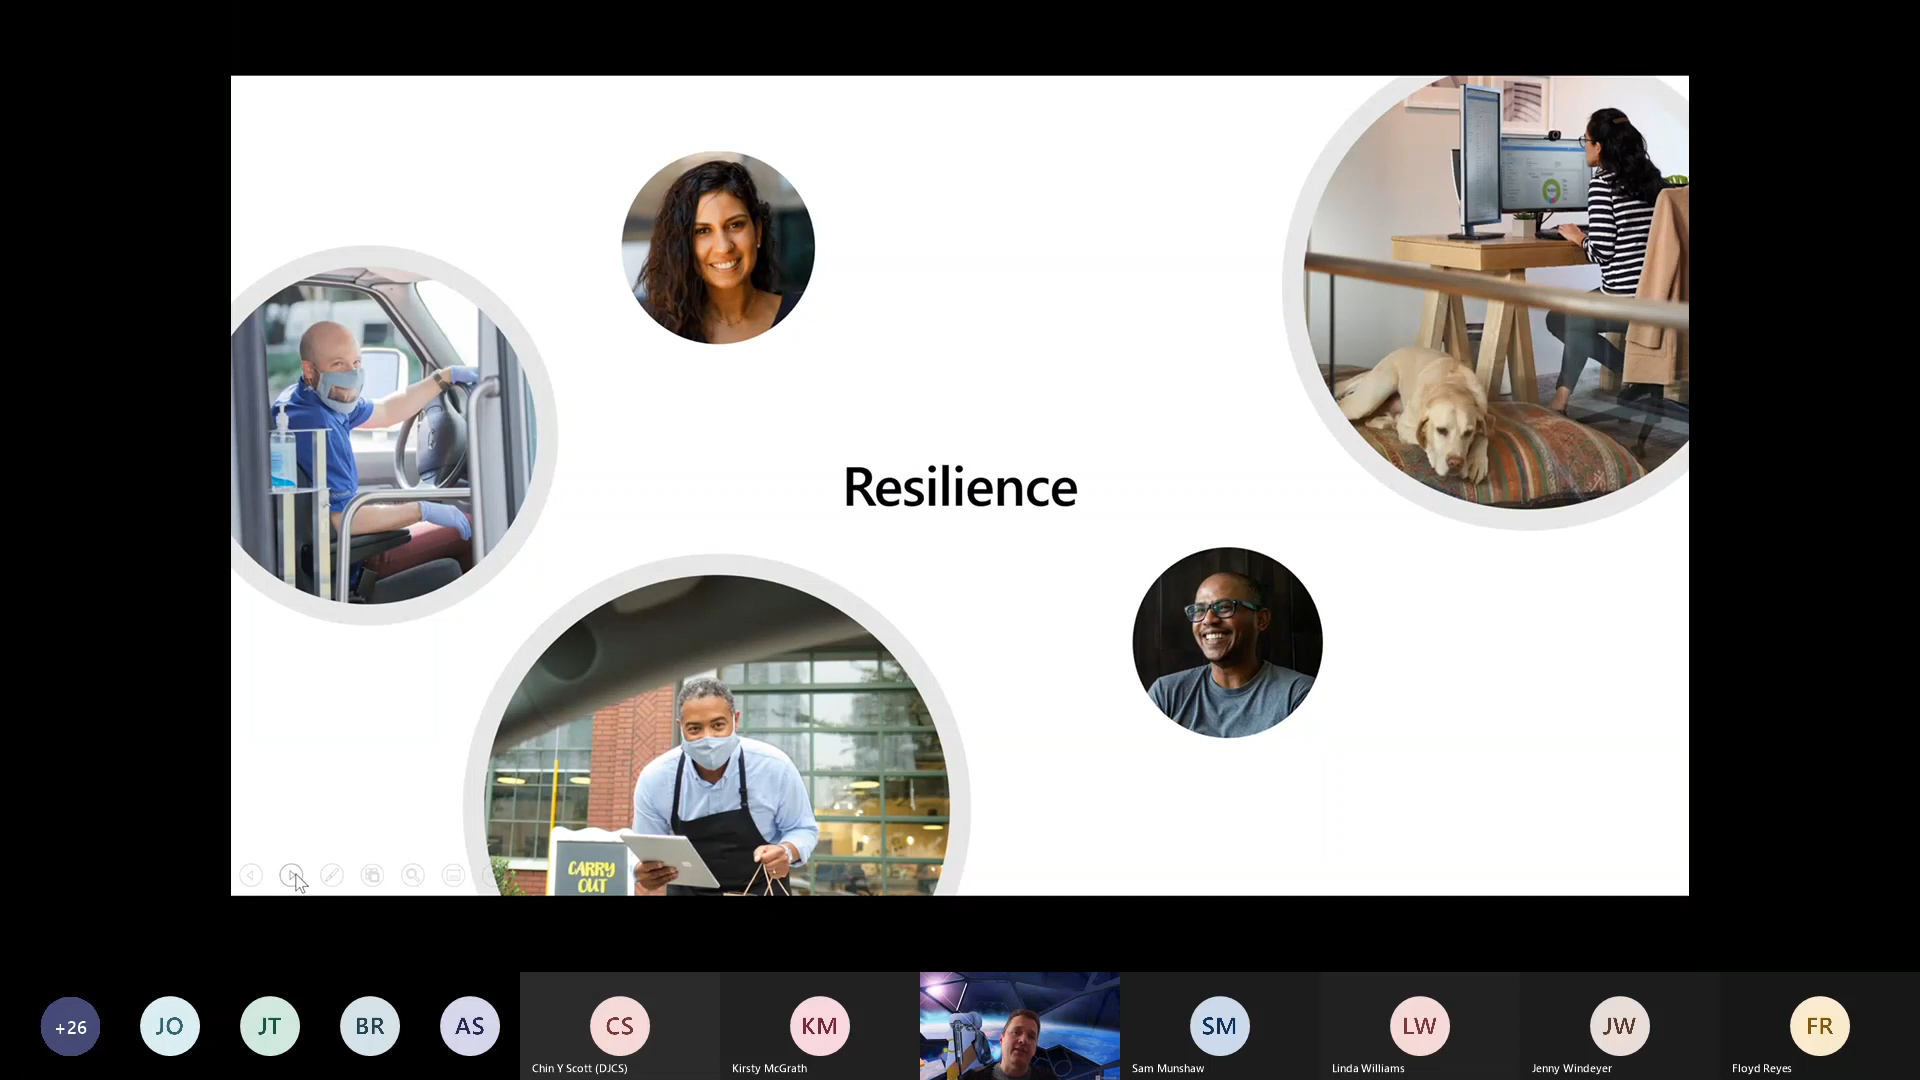 Resilience
CARRY
OUT
+26
JO
JT
BR
AS
CS
KM
SM
LW
JW
FR
Chin Y Scott (DJCS)
Kirsty McGrath
Sam Munshaw
Linda Williams
Jenny Windeyer
Floyd Reyes